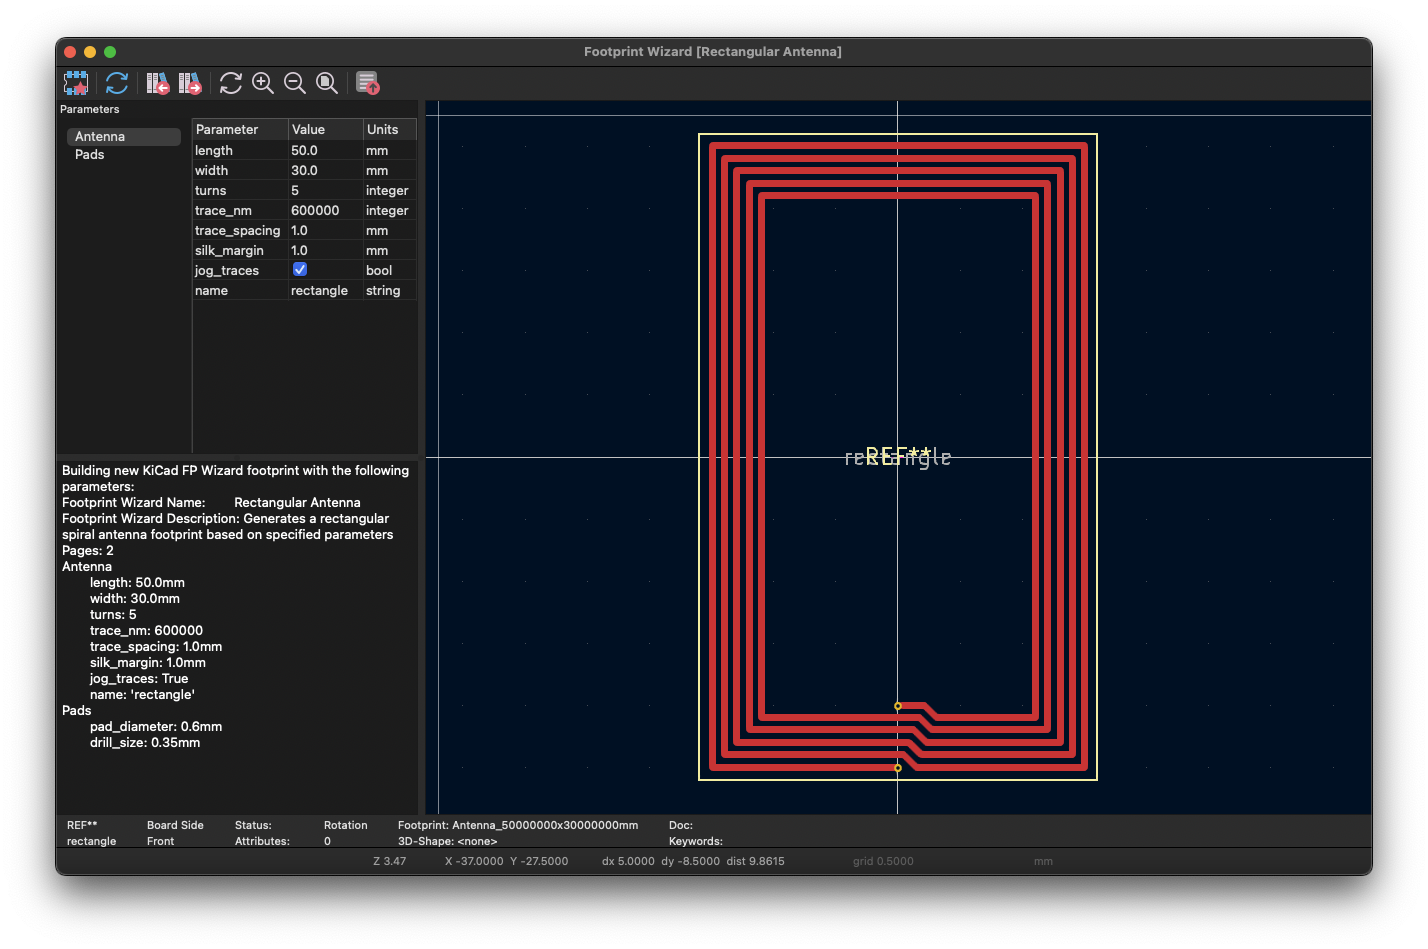 Footprint Wizard [Rectangular Antenna]
Parameters
Antenna
Pads
Parameter Value Units
length 50.0 mm
width 30.0 mm
turns 5 integer
trace_nm 600000 integer
trace_spacing 1.0 mm
silk_margin 1.0 mm
jog_traces bool
name rectangle string
REF**
rectangle
Building new KiCad FP Wizard footprint with the following
parameters:
Footprint Wizard Name: Rectangular Antenna
Footprint Wizard Description: Generates a rectangular
spiral antenna footprint based on specified parameters
Pages: 2
Antenna
length: 50.0mm
width: 30.0mm
turns: 5
trace_nm: 600000
trace_spacing: 1.0mm
silk_margin: 1.0mm
jog_traces: True
name: 'rectangle'
Pads
pad_diameter: 0.6mm
drill_size: 0.35mm
REF** Board Side Status: Rotation Footprint: Antenna_50000000x30000000mm Doc:
rectangle Front Attributes: 0 3D-Shape: <none> Keywords:
Z 3.47 X -37.0000 Y -27.5000 dx 5.0000 dy -8.5000 dist 9.8615 grid 0.5000 mm